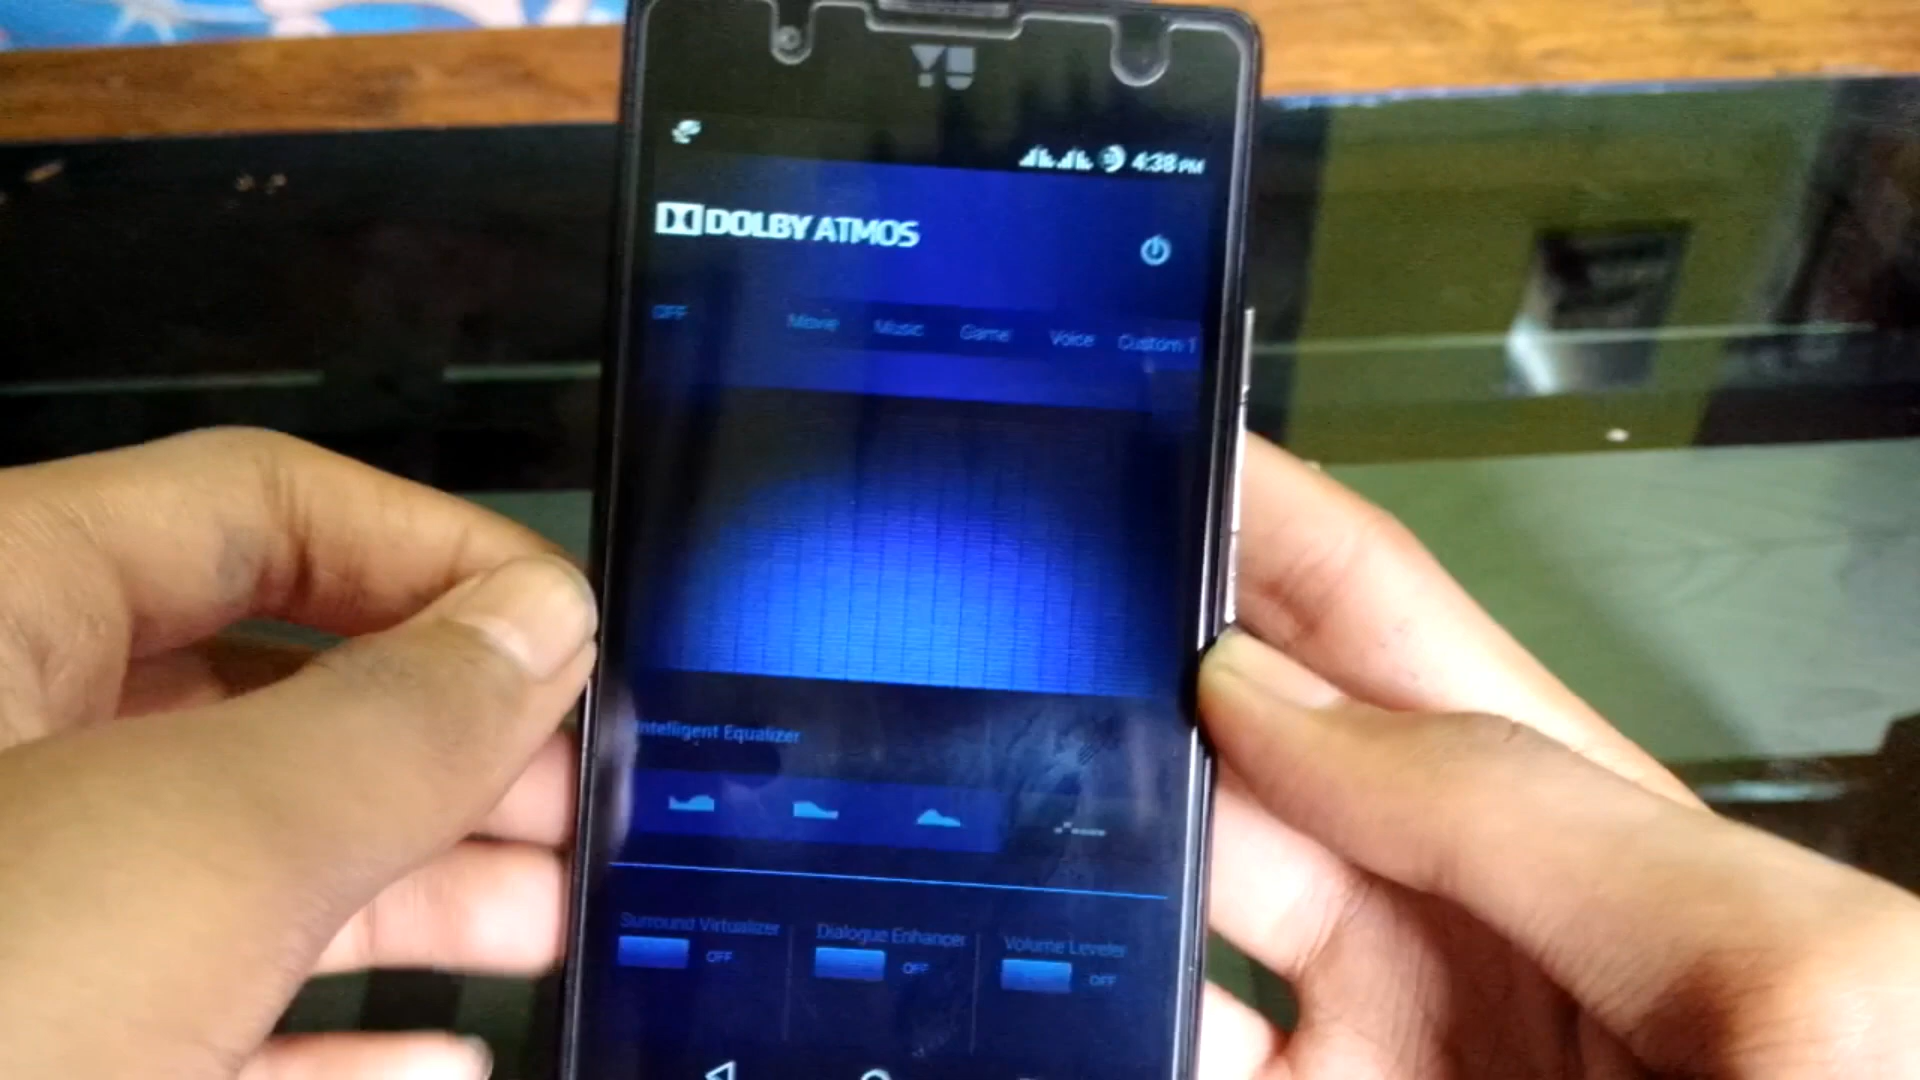 YU
4:38 PM
DOLBY ATMOS
OFF Movie Music Game Voice Custom 1
Intelligent Equalizer
Surround Virtualizer Dialogue Enhancer Volume Leveler
OFF OFF OFF